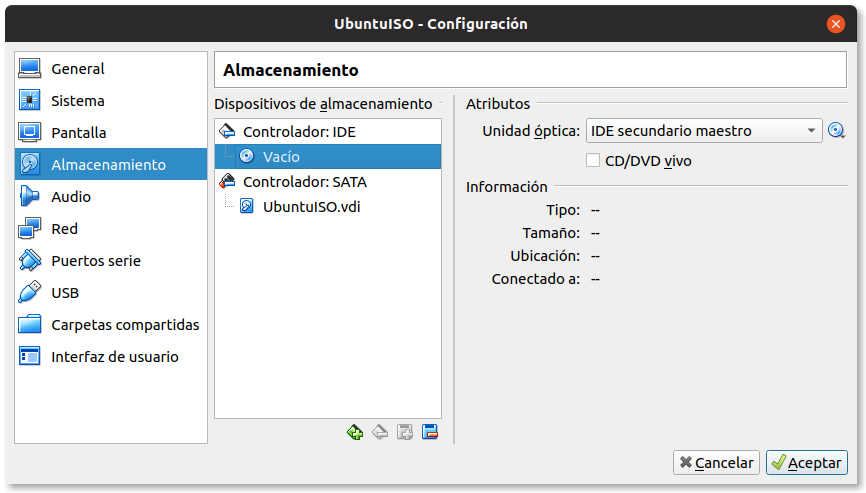 UbuntuISO - Configuración
General
Sistema
Pantalla
Almacenamiento
Audio
Red
Puertos serie
USB
Carpetas compartidas
Interfaz de usuario
Almacenamiento
Dispositivos de almacenamiento
Controlador: IDE
Vacío
Controlador: SATA
UbuntuISO.vdi
Atributos
Unidad óptica: IDE secundario maestro
CD/DVD vivo
Información
Tipo: --
Tamaño: --
Ubicación: --
Conectado a: --
Cancelar Aceptar